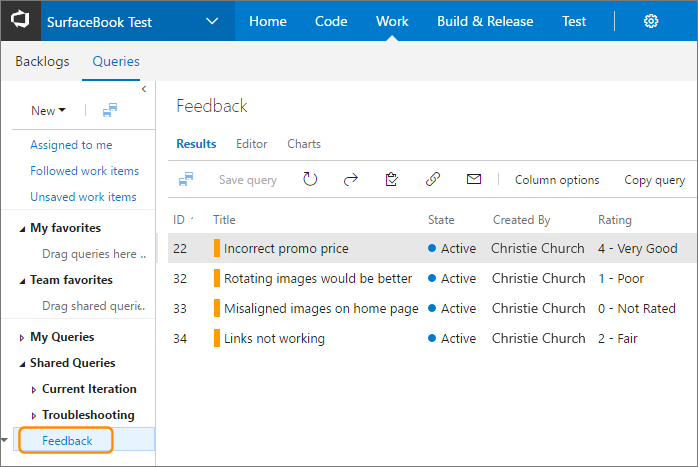 SurfaceBook Test Home Code Work Build & Release Test
Backlogs Queries
New
Assigned to me
Followed work items
Unsaved work items
My favorites
Drag queries here ..
Team favorites
Drag shared querie..
My Queries
Shared Queries
Current Iteration
Troubleshooting
Feedback
Feedback
Results Editor Charts
Save query Column options Copy query
ID Title State Created By Rating
22 Incorrect promo price Active Christie Church 4 - Very Good
32 Rotating images would be better Active Christie Church 1 - Poor
33 Misaligned images on home page Active Christie Church 0 - Not Rated
34 Links not working Active Christie Church 2 - Fair